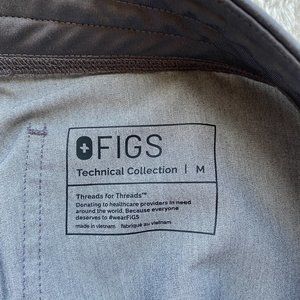 FIGS
Technical Collection | M
Threads for Threads™
Donating to healthcare providers in need
around the world. Because everyone
deserves to #wearFIGS
made in vietnam fabriqué au vietnam